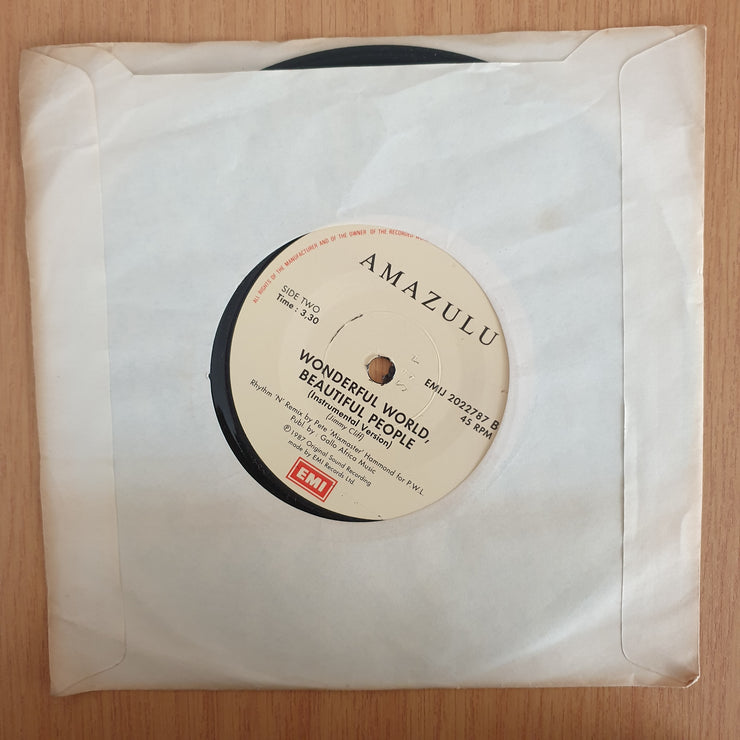 ALL RIGHTS OF THE MANUFACTURER AND OF THE OWNER OF THE RECORDED
AMAZULU
SIDE TWO
Time : 3,30
EMIJ 2022787 B
45 RPM
WONDERFUL WORLD,
BEAUTIFUL PEOPLE
(Instrumental Version)
(Jimmy Cliff)
Rhythm 'N' Remix by Pete 'Mixmaster' Hammond for P.W.L.
Publ. by: Gallo Africa Music
℗1987 Original Sound Recording
made by EMI Records Ltd
EMI